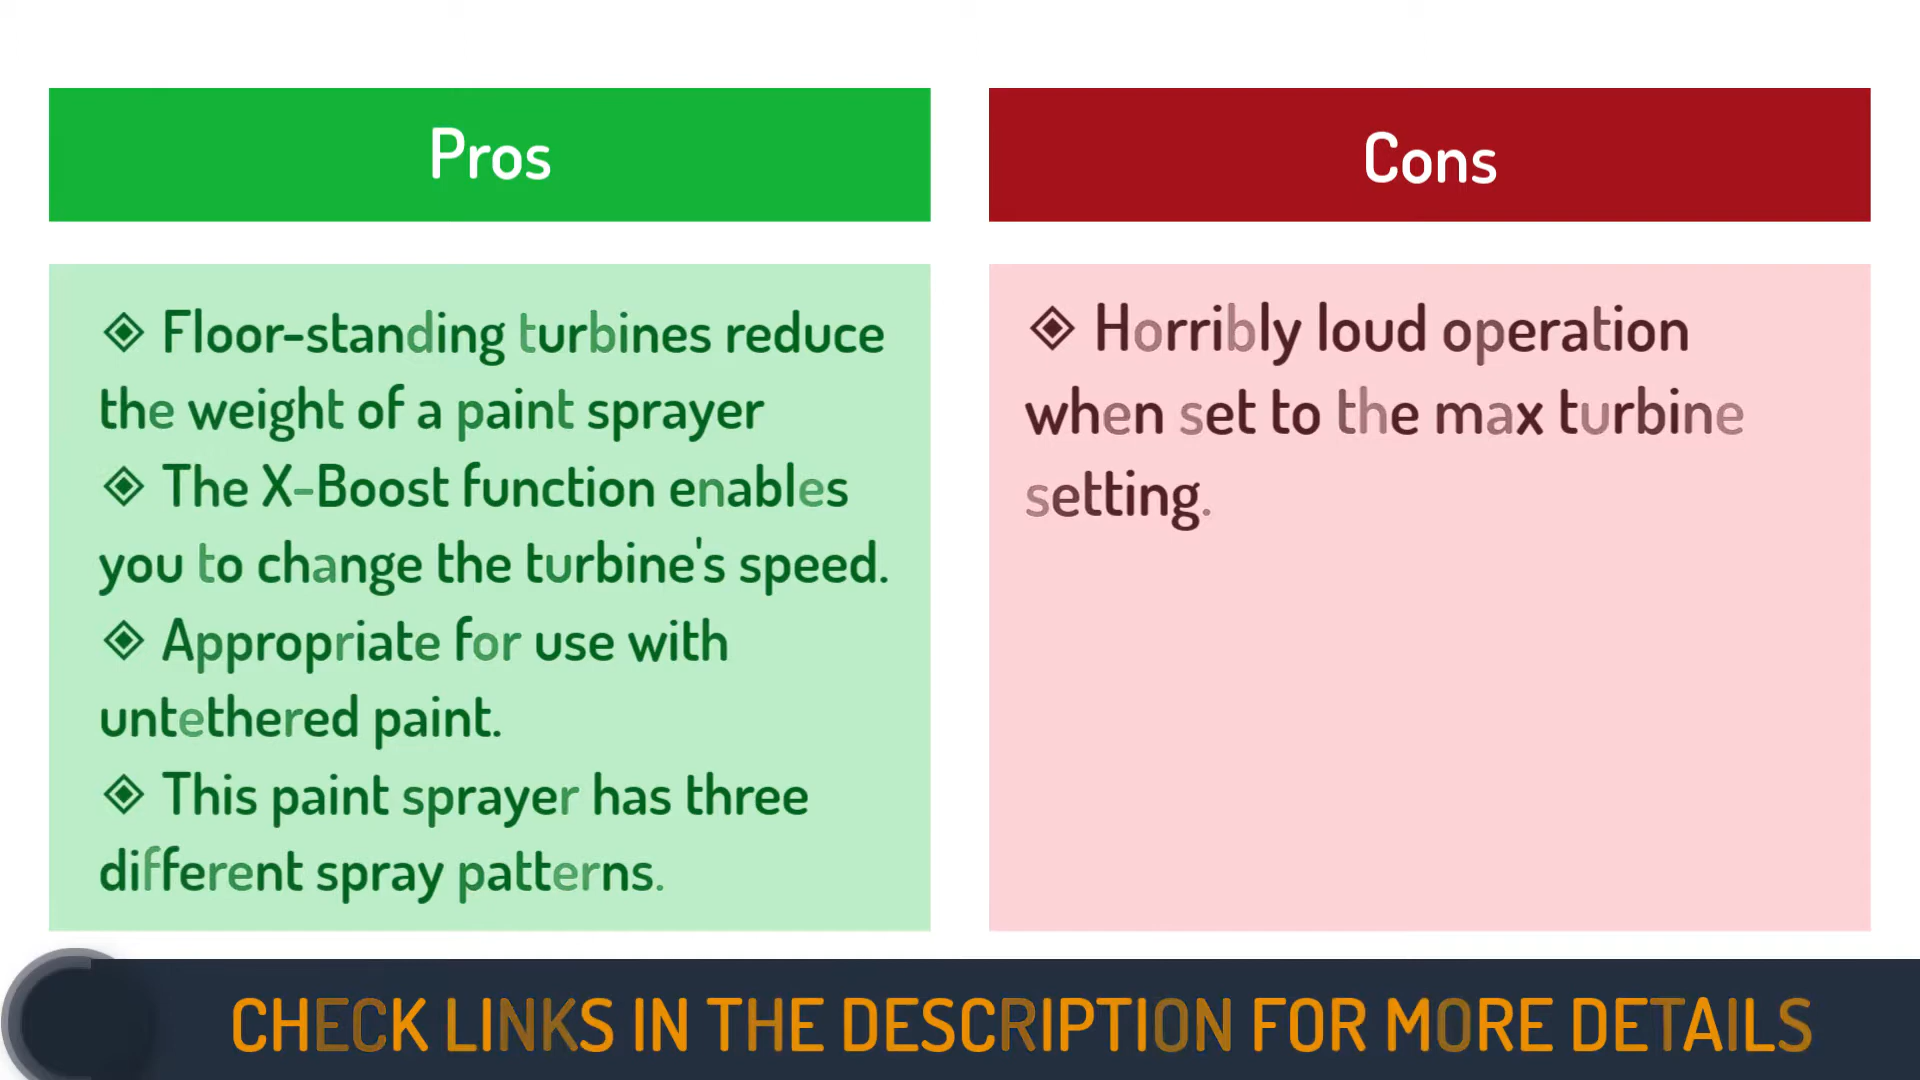 Pros
◈ Floor-standing turbines reduce
the weight of a paint sprayer
◈ The X-Boost function enables
you to change the turbine's speed.
◈ Appropriate for use with
untethered paint.
◈ This paint sprayer has three
different spray patterns.
Cons
◈ Horribly loud operation
when set to the max turbine
setting.
CHECK LINKS IN THE DESCRIPTION FOR MORE DETAILS